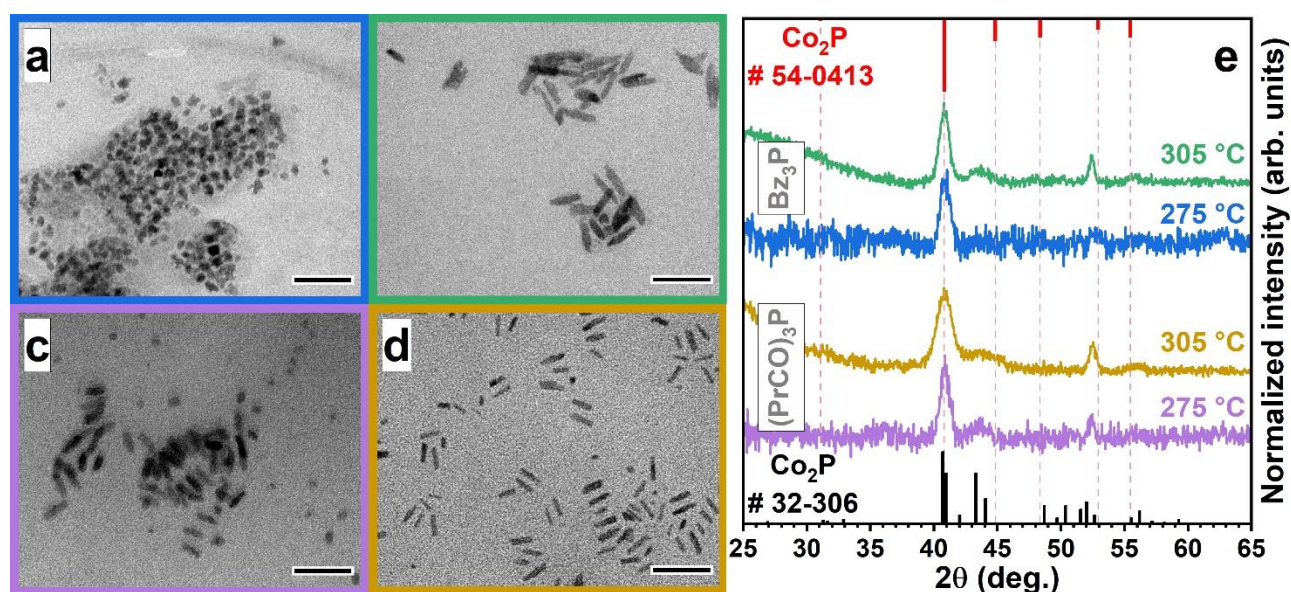 a
c
d
e
Co₂P
# 54-0413
305 °C
Bz₃P
275 °C
305 °C
(PrCO)₃P
275 °C
Co₂P
# 32-306
25 30 35 40 45 50 55 60 65
2θ (deg.)
Normalized intensity (arb. units)